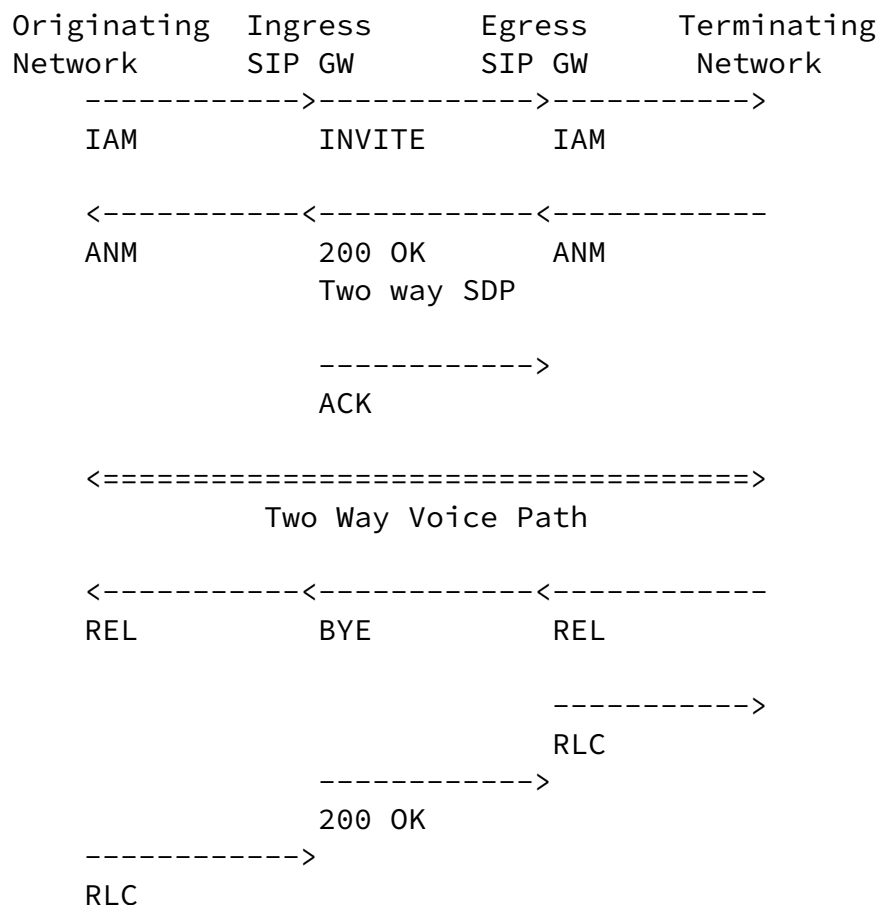 Originating  Ingress      Egress     Terminating
Network      SIP GW       SIP GW      Network
    ------------>------------>----------->
    IAM          INVITE       IAM

    <-----------<------------<------------
    ANM          200 OK       ANM
                 Two way SDP

                 ------------>
                 ACK

    <====================================>
              Two Way Voice Path

    <-----------<------------<------------
    REL          BYE          REL

                              ----------->
                              RLC
                 ------------>
                 200 OK
    ------------>
    RLC